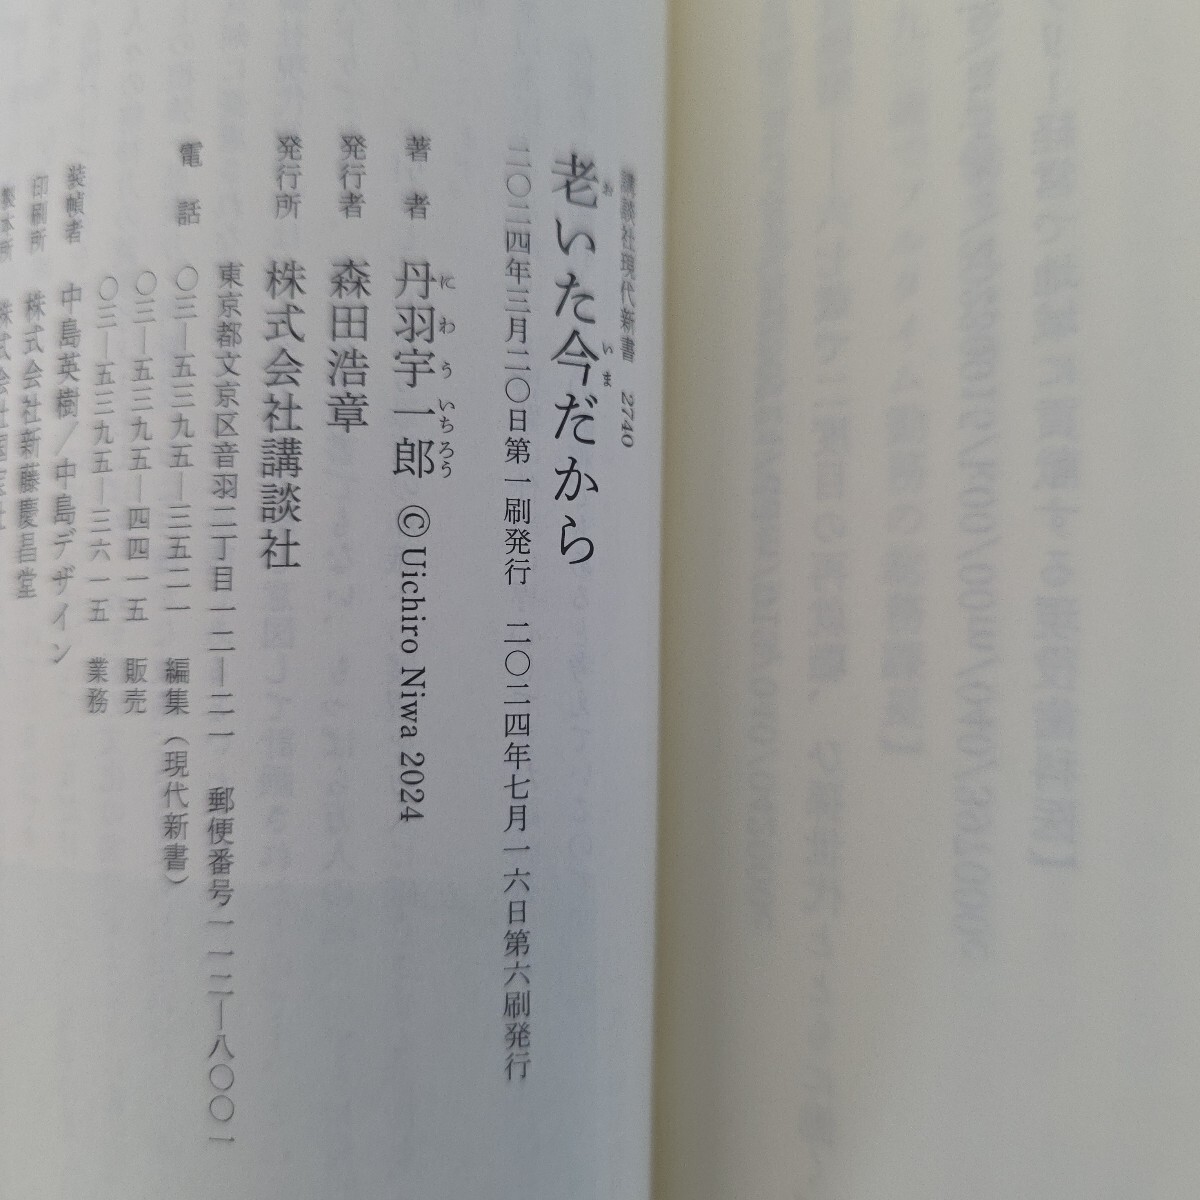 講談社現代新書 2740
老いた今だから
二〇二四年三月二〇日第一刷発行 二〇二四年七月一六日第六刷発行
著者 丹羽宇一郎 © Uichiro Niwa 2024
発行者 森田浩章
発行所 株式会社講談社
東京都文京区音羽二丁目一二―二一 郵便番号一一二―八〇〇一
電話 〇三―五三九五―三五二一 編集（現代新書）
〇三―五三九五―四四一五 販売
〇三―五三九五―三六一五 業務
装幀者 中島英樹／中島デザイン
印刷所 株式会社新藤慶昌堂
製本所 株式会社